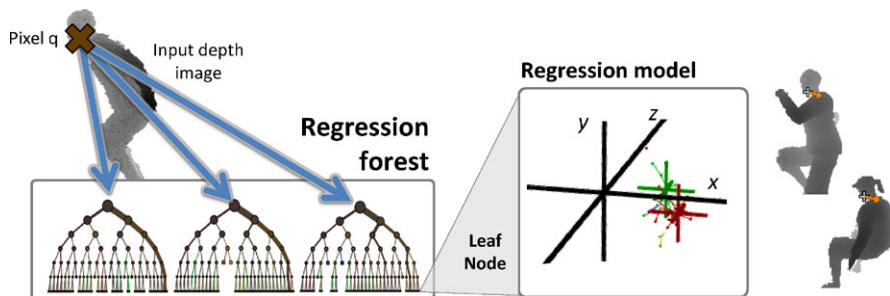 Pixel q
Input depth
image
Regression
forest
Regression model
y
z
x
Leaf
Node